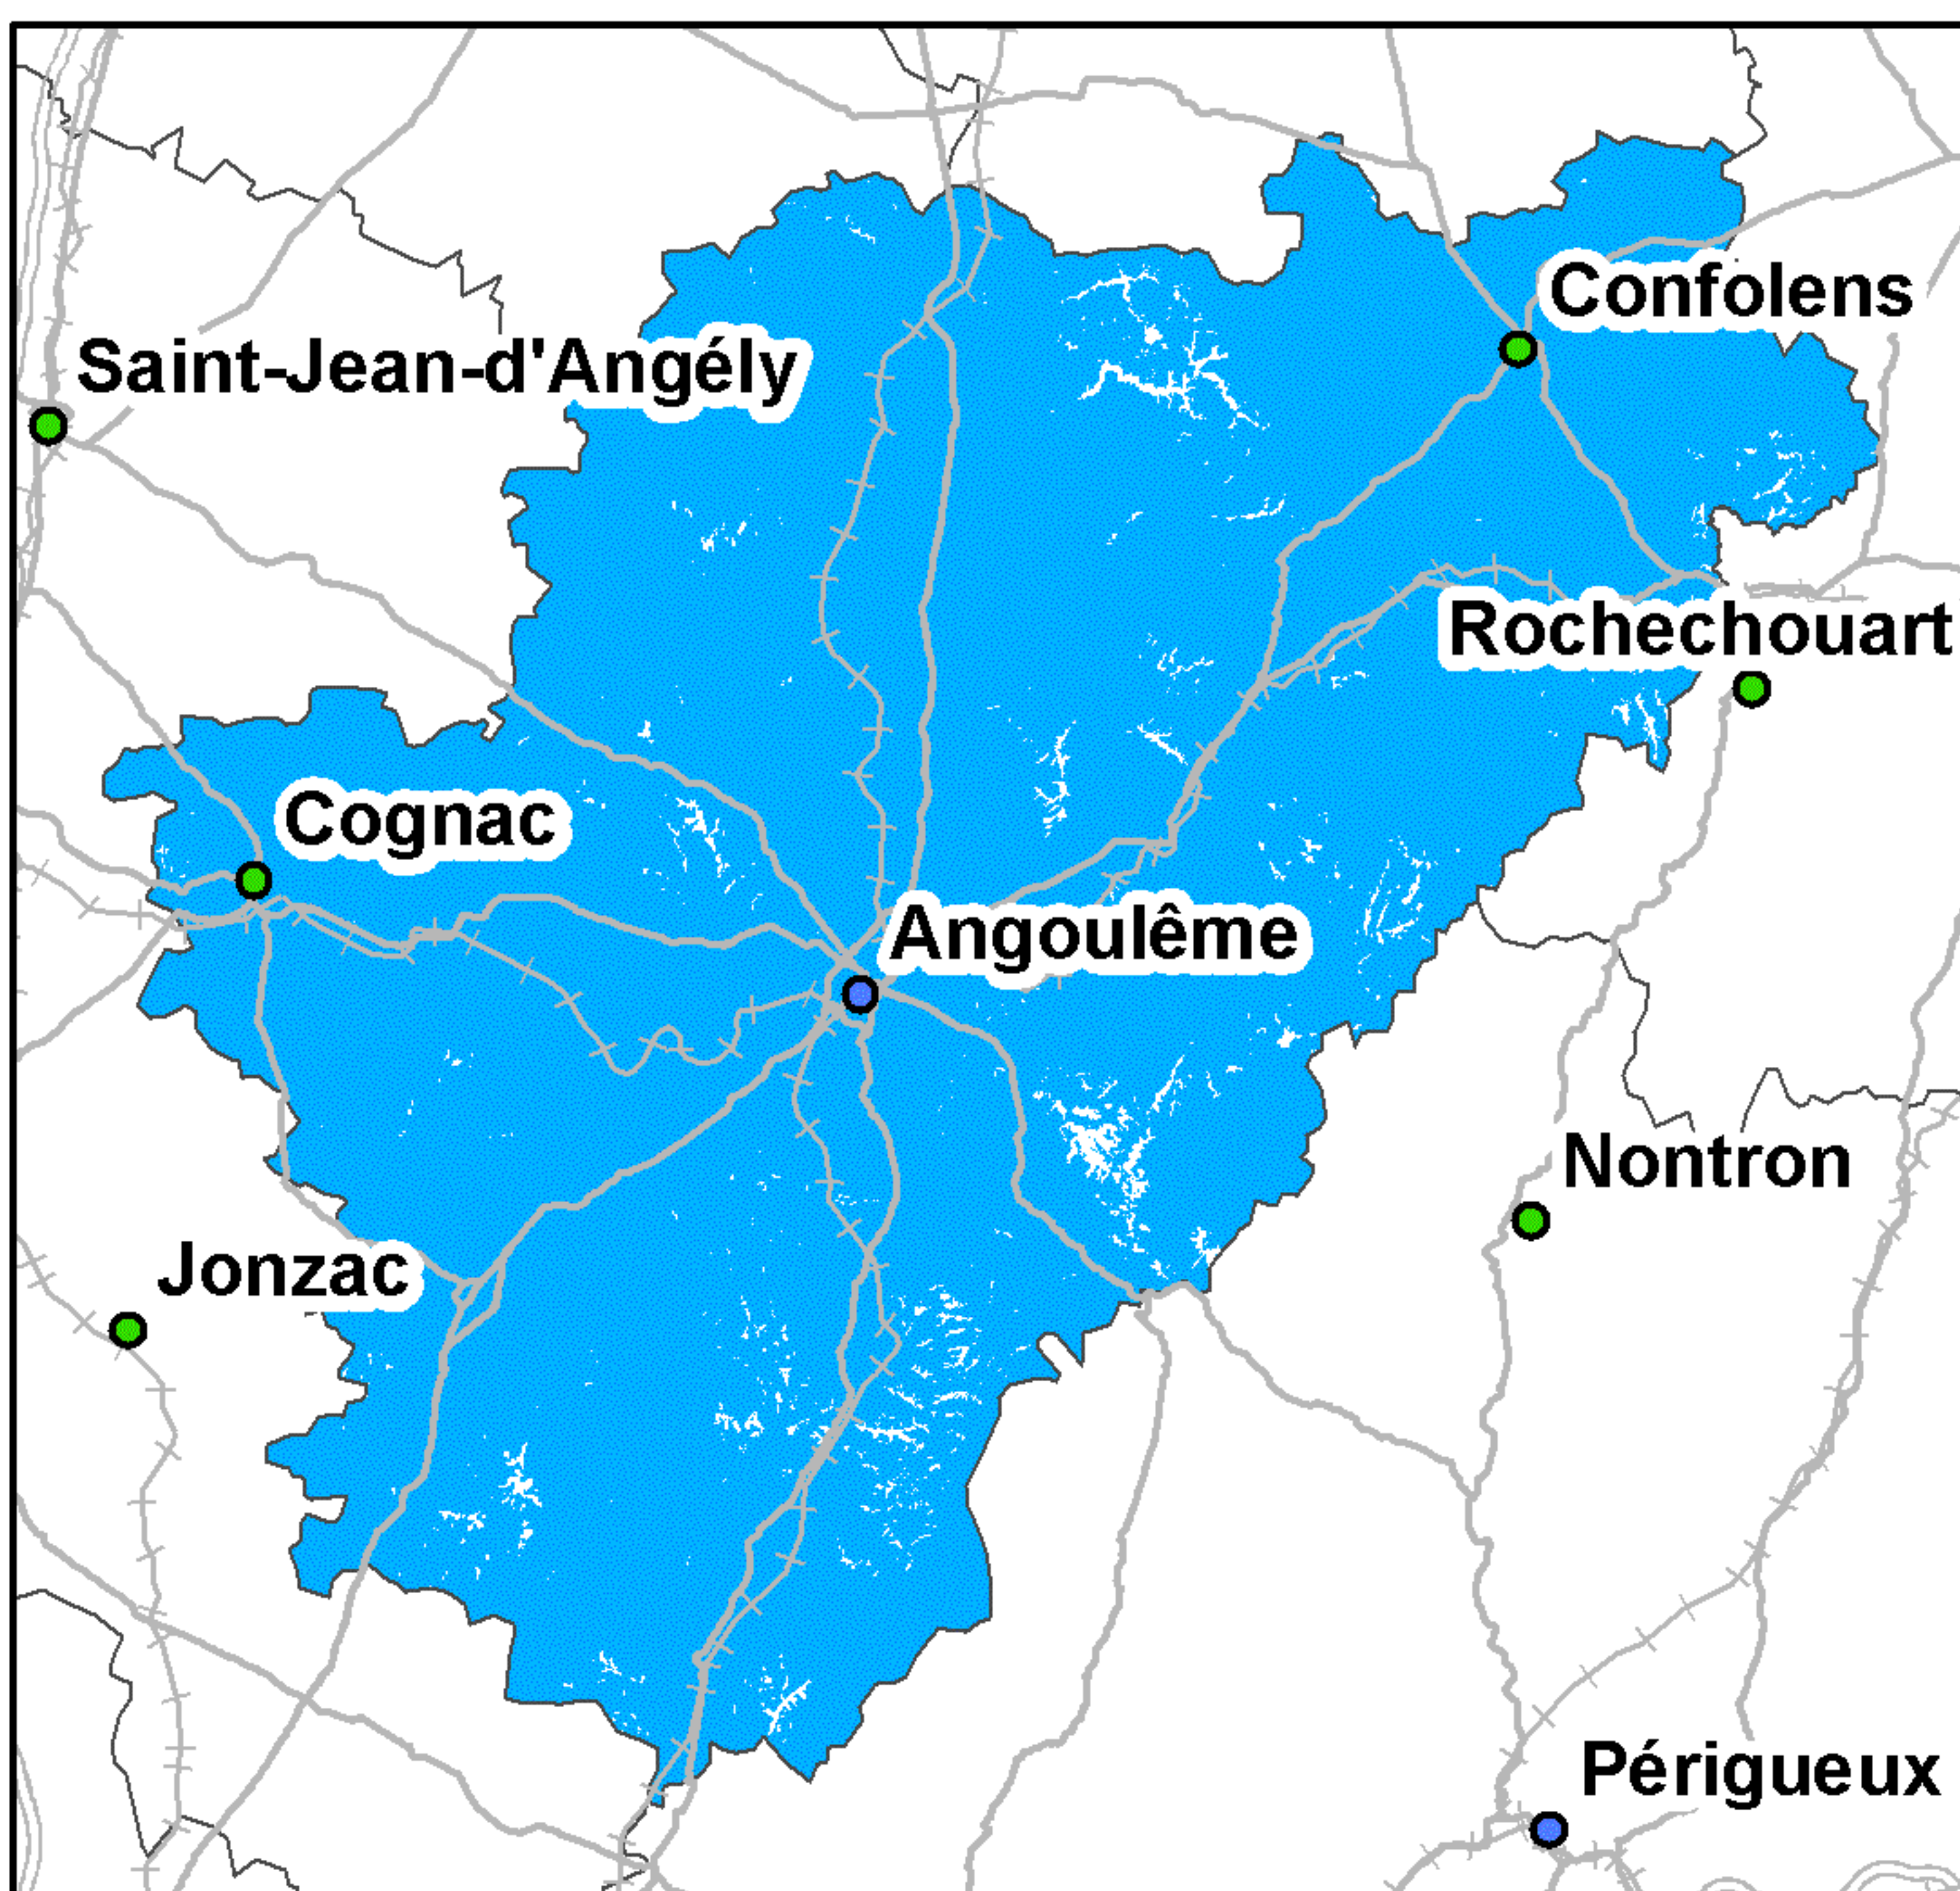 Confolens
Saint-Jean-d'Angély
Rochechouart
Cognac
Angoulême
Nontron
Jonzac
Périgueux